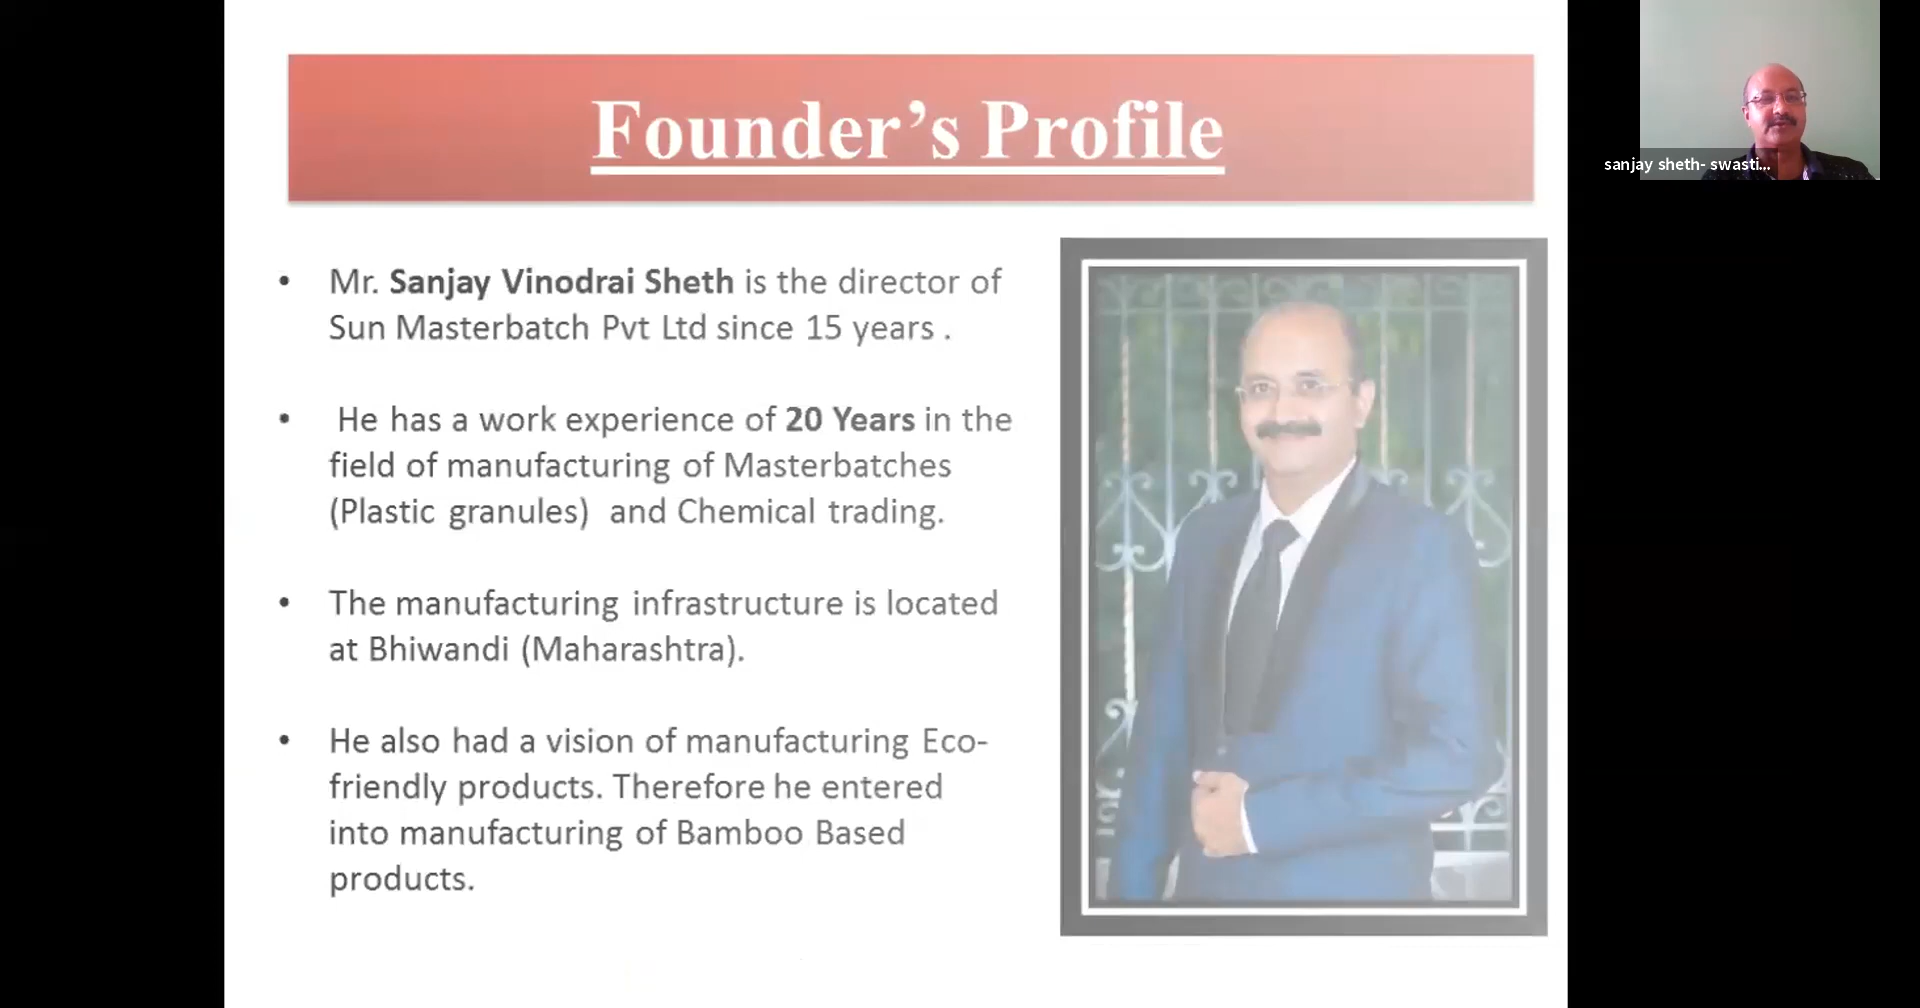 Founder’s Profile
• Mr. Sanjay Vinodrai Sheth is the director of
Sun Masterbatch Pvt Ltd since 15 years .
• He has a work experience of 20 Years in the
field of manufacturing of Masterbatches
(Plastic granules) and Chemical trading.
• The manufacturing infrastructure is located
at Bhiwandi (Maharashtra).
• He also had a vision of manufacturing Eco-
friendly products. Therefore he entered
into manufacturing of Bamboo Based
products.
sanjay sheth- swasti...